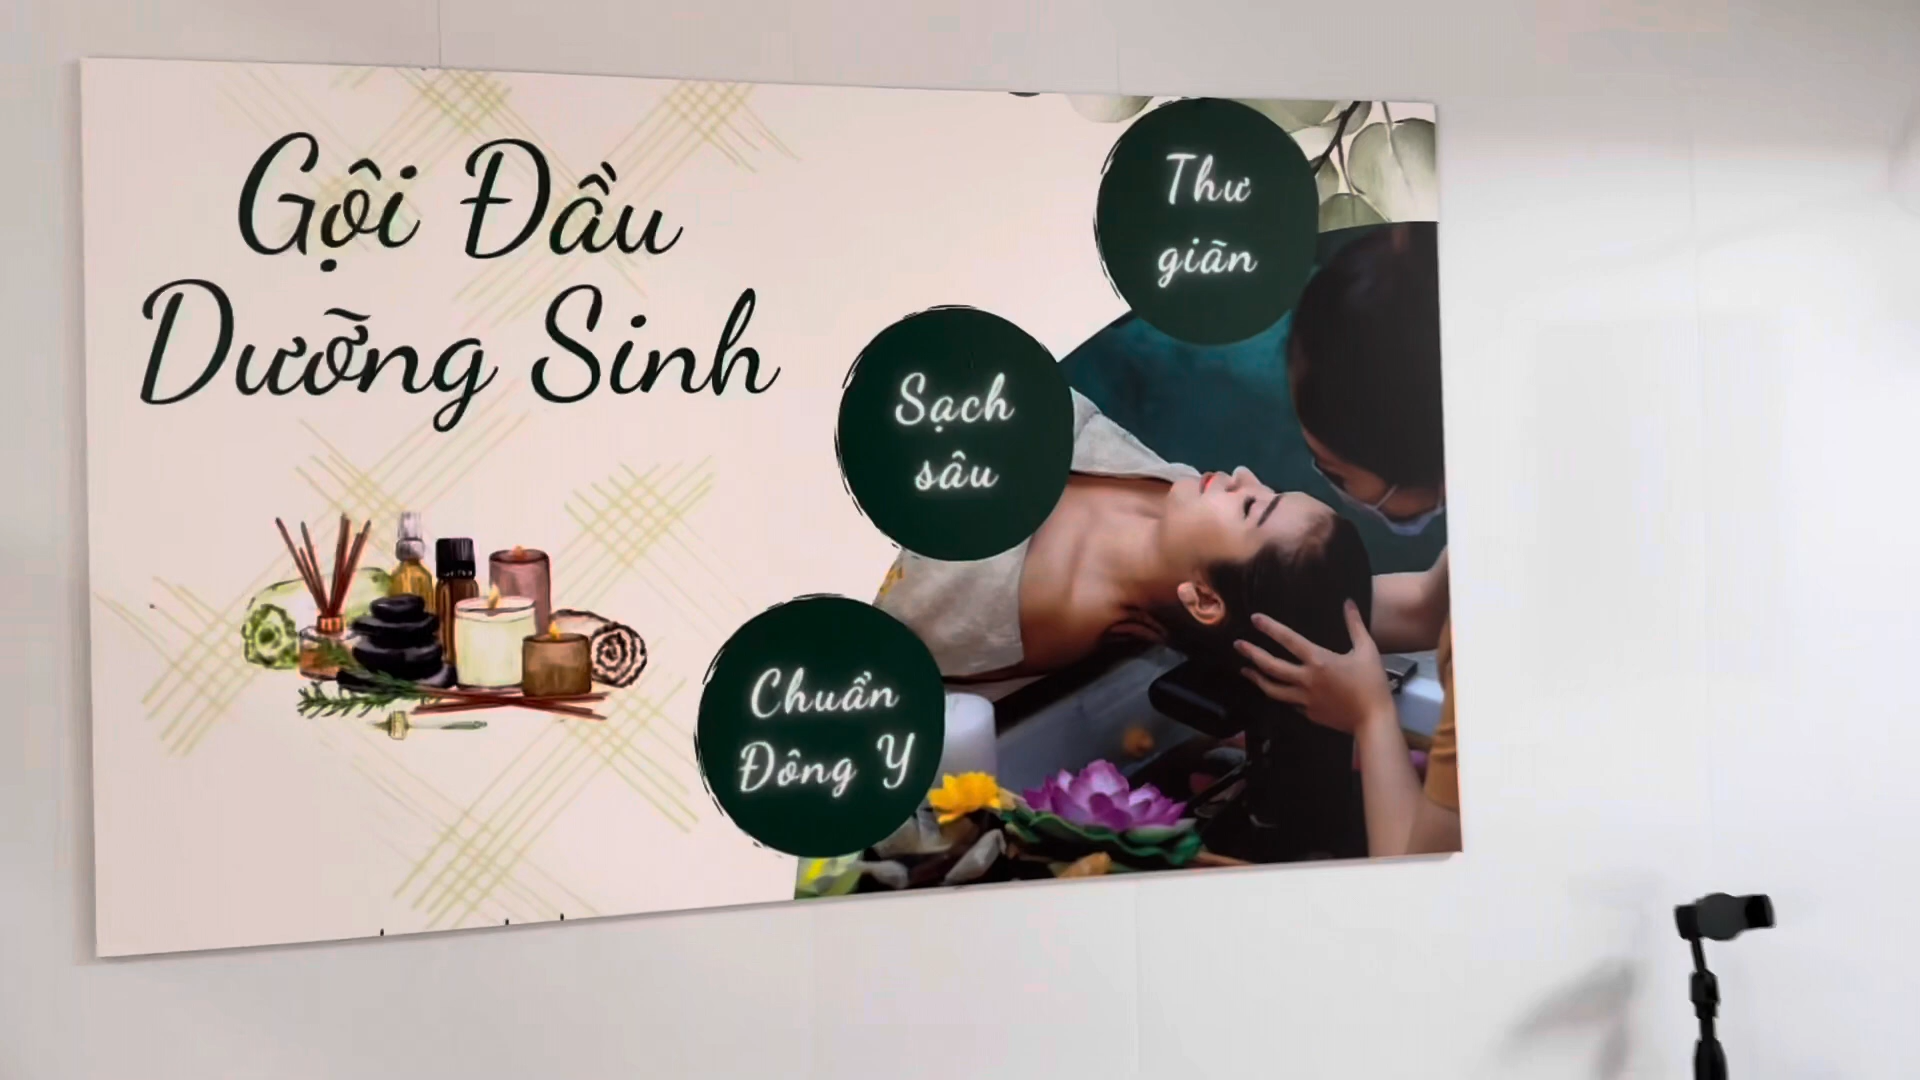 Gội Đầu
Dưỡng Sinh
Thư
giãn
Sạch
sâu
Chuẩn
Đông Y